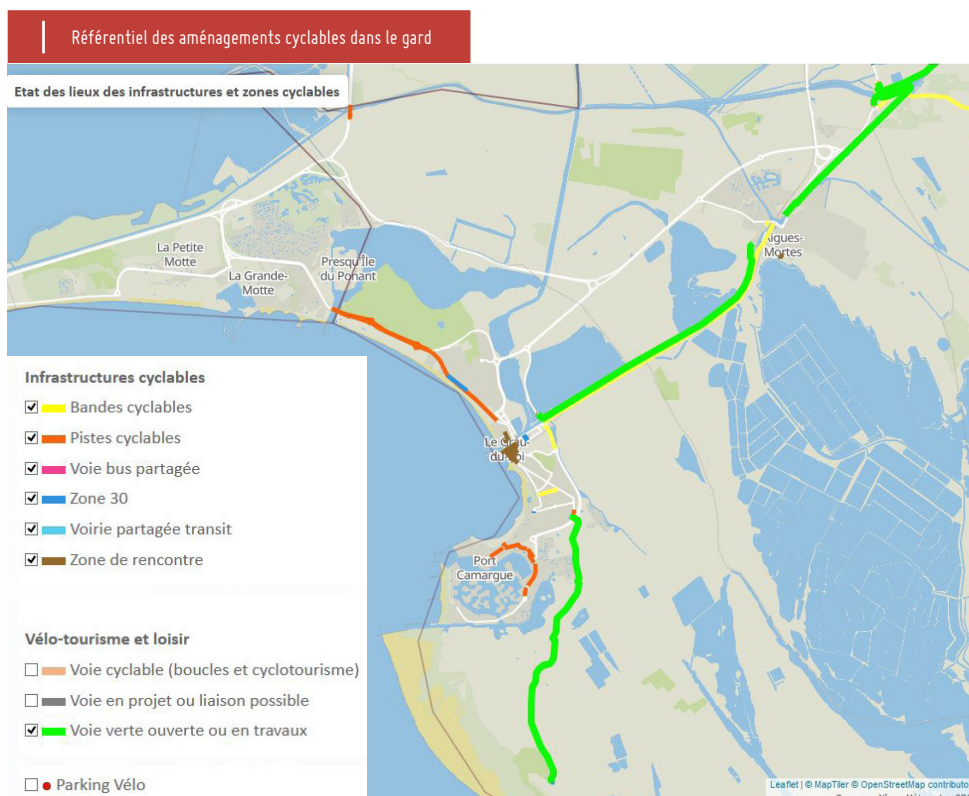 Référentiel des aménagements cyclables dans le gard
Etat des lieux des infrastructures et zones cyclables
La Petite
Motte
La Grande-
Motte
Presqu'Île
du Ponant
Aigues-
Mortes
Le Grau-
du-Roi
Port
Camargue
Infrastructures cyclables
Bandes cyclables
Pistes cyclables
Voie bus partagée
Zone 30
Voirie partagée transit
Zone de rencontre
Vélo-tourisme et loisir
Voie cyclable (boucles et cyclotourisme)
Voie en projet ou liaison possible
Voie verte ouverte ou en travaux
Parking Vélo
Leaflet | © MapTiler © OpenStreetMap contributo